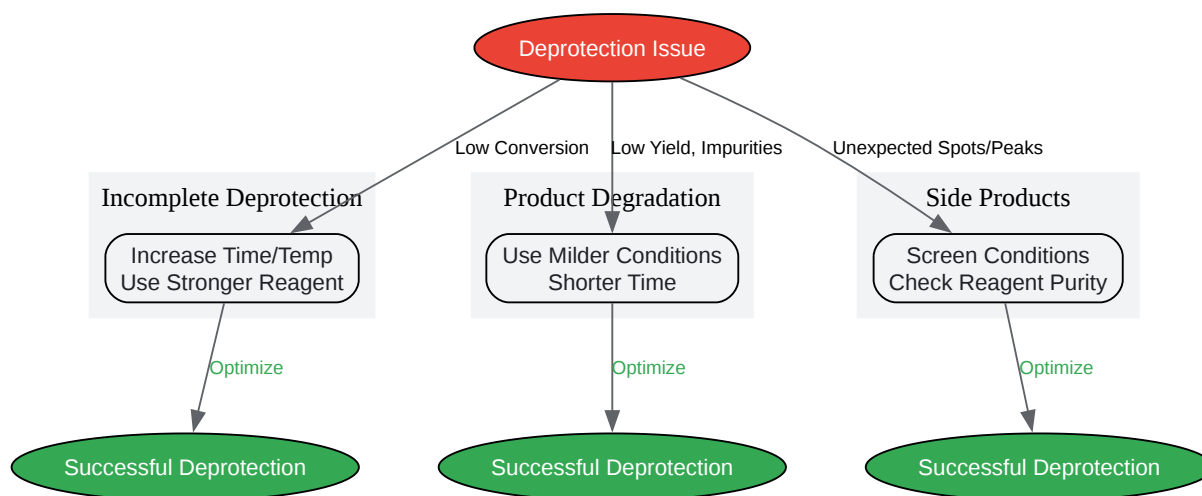 Deprotection Issue
Low Conversion
Low Yield, Impurities
Unexpected Spots/Peaks
Incomplete Deprotection
Product Degradation
Side Products
Increase Time/Temp
Use Stronger Reagent
Use Milder Conditions
Shorter Time
Screen Conditions
Check Reagent Purity
Optimize
Optimize
Optimize
Successful Deprotection
Successful Deprotection
Successful Deprotection